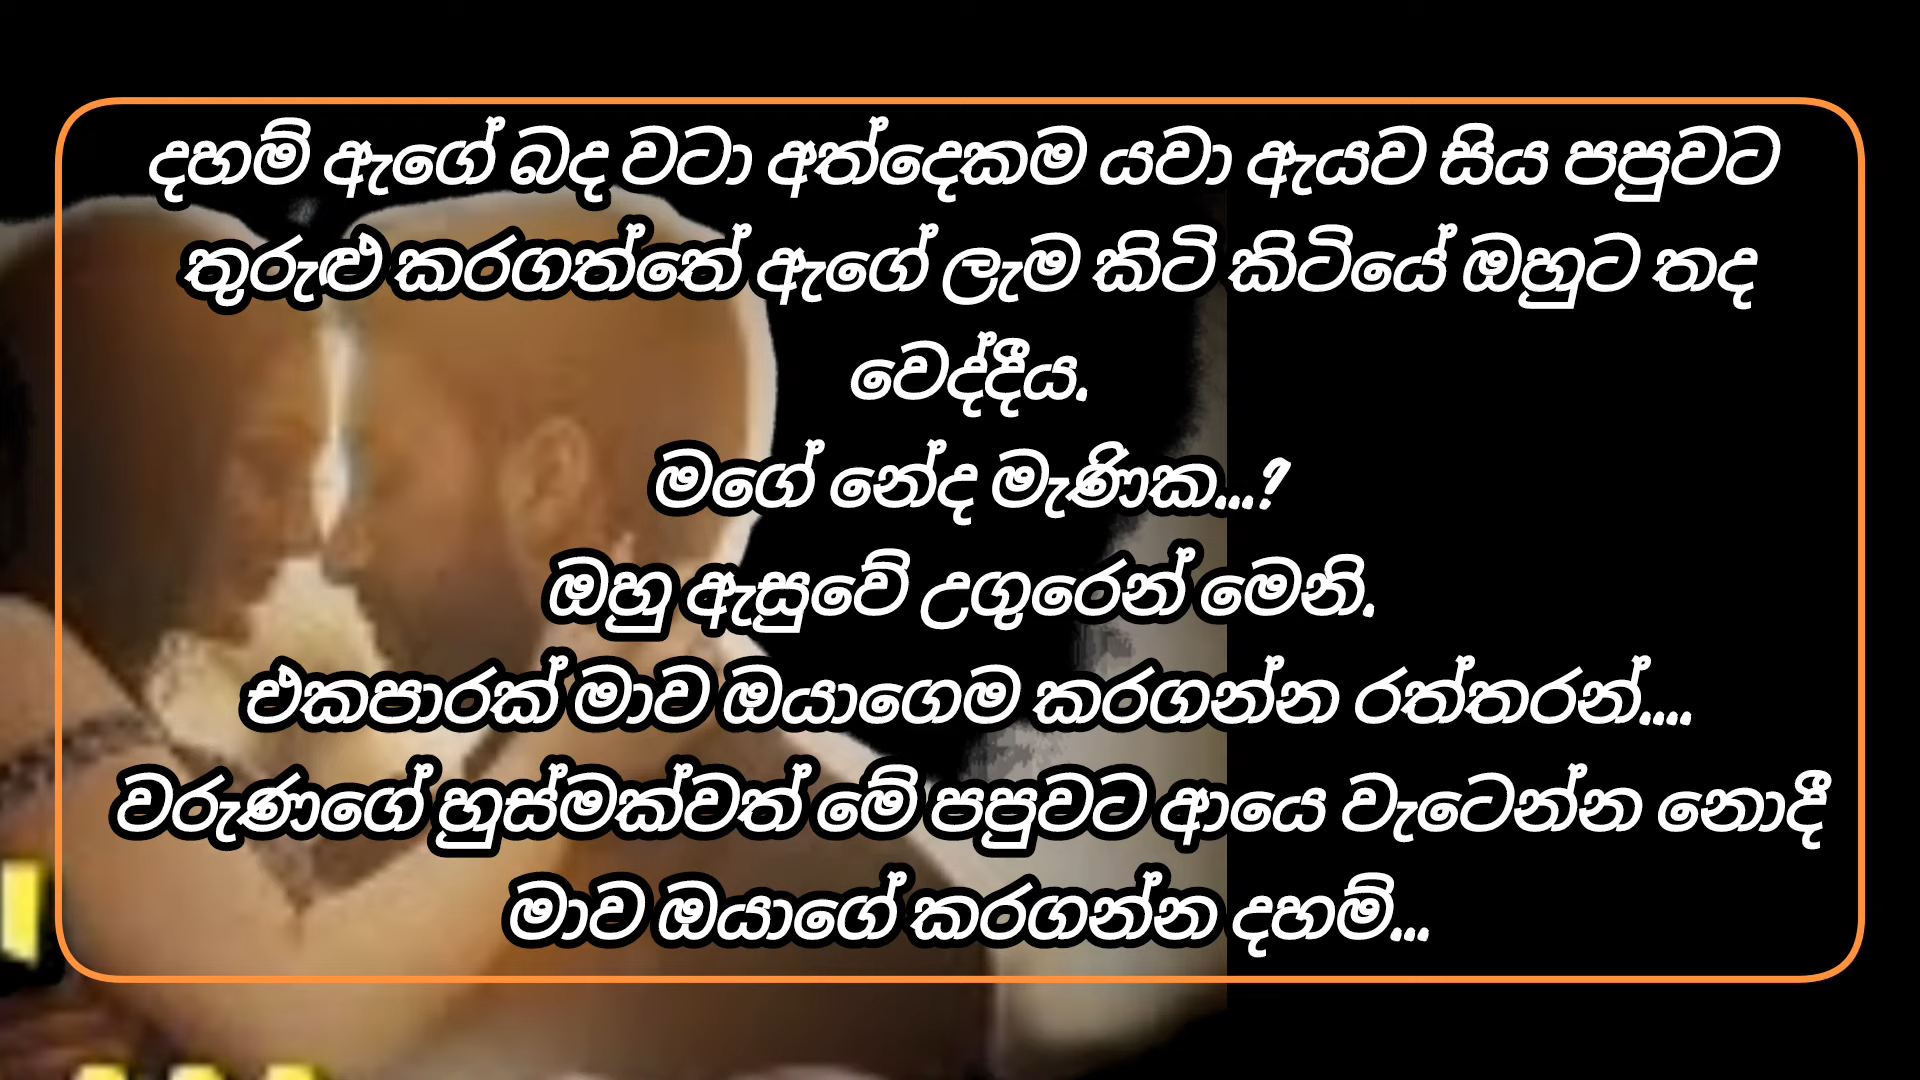 දහම් ඇගේ බද වටා අත්දෙකම යවා ඇයව සිය පපුවට
තුරුළු කරගත්තේ ඇගේ ලැම කිටි කිටියේ ඔහුට තද
වෙද්දීය.
මගේ නේද මැණික...?
ඔහු ඇසුවේ උගුරෙන් මෙනි.
එකපාරක් මාව ඔයාගෙම කරගන්න රත්තරන්....
වරුණගේ හුස්මක්වත් මේ පපුවට ආයෙ වැටෙන්න නොදී
මාව ඔයාගේ කරගන්න දහම්...